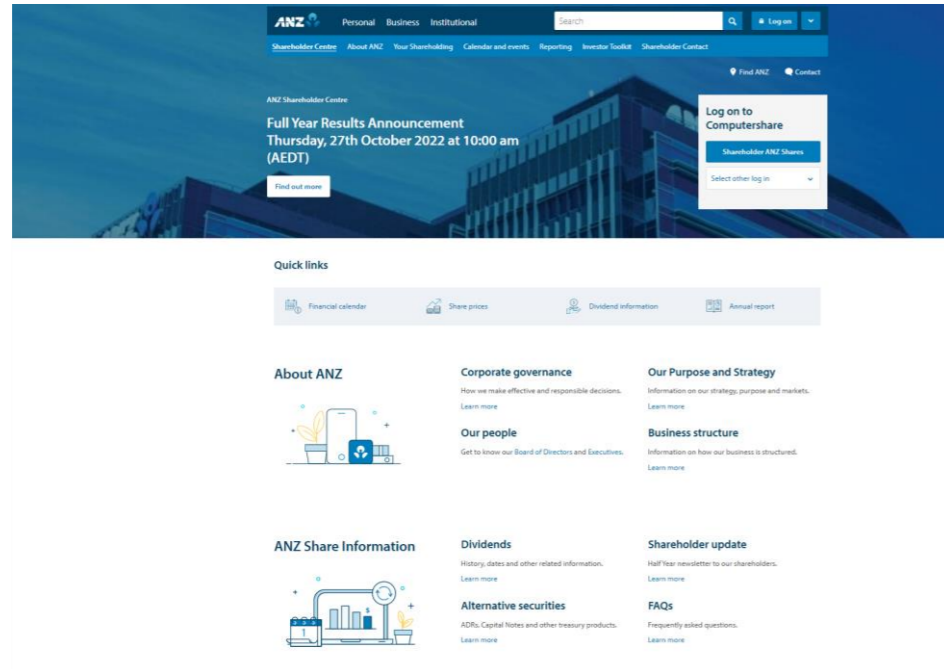 ANZ
Personal Business Institutional
Search
Log on
Shareholder Centre About ANZ Your Shareholding Calendar and events Reporting Investor Toolkit Shareholder Contact
Find ANZ Contact
ANZ Shareholder Centre
Full Year Results Announcement
Thursday, 27th October 2022 at 10:00 am
(AEDT)
Find out more
Log on to
Computershare
Shareholder ANZ Shares
Select other log in
Quick links
Financial calendar Share prices Dividend information Annual report
About ANZ
Corporate governance
How we make effective and responsible decisions.
Learn more
Our Purpose and Strategy
Information on our strategy, purpose and markets.
Learn more
Our people
Get to know our Board of Directors and Executives.
Business structure
Information on how our business is structured.
Learn more
ANZ Share Information
Dividends
History, dates and other related information.
Learn more
Shareholder update
Half Year newsletter to our shareholders.
Learn more
Alternative securities
ADRs, Capital Notes and other treasury products.
Learn more
FAQs
Frequently asked questions.
Learn more
$
1